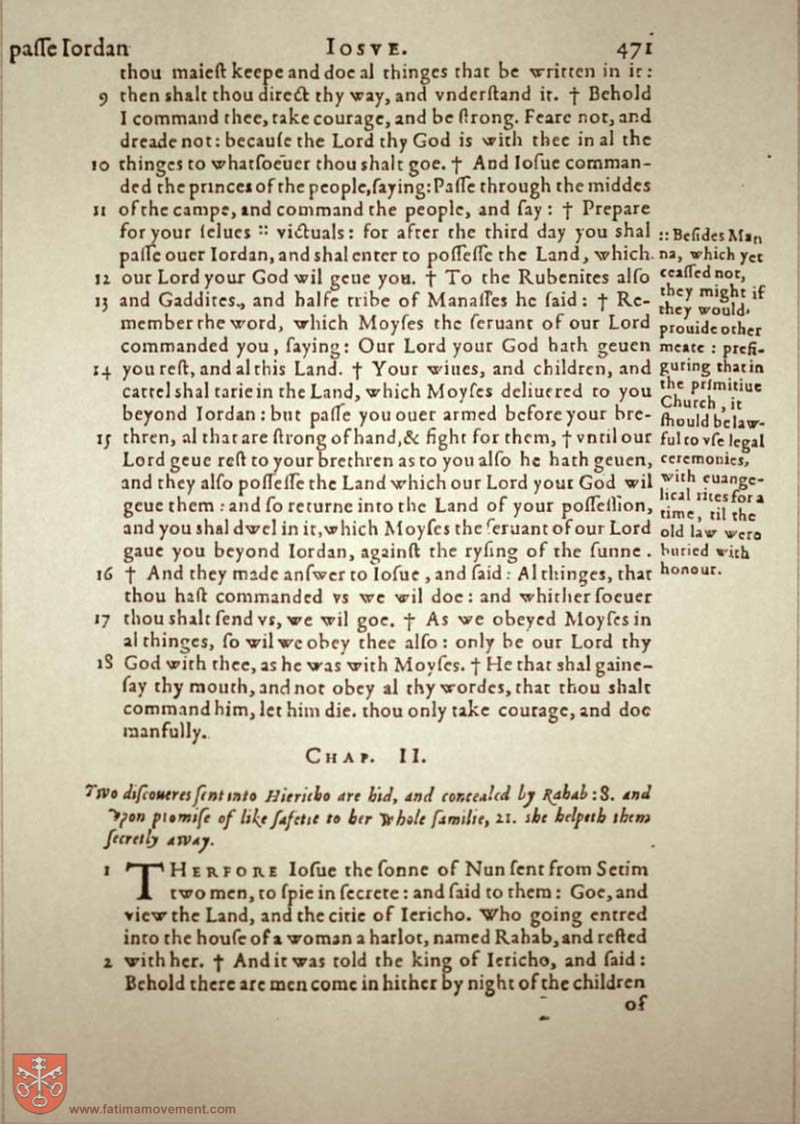 paſſe Iordan IOSVE. 471
thou maieſt keepe and doe al thinges that be written in it:
9 then shalt thou direct thy way, and vnderſtand it. † Behold
I command thee, take courage, and be ſtrong. Feare not, and
dreade not: becauſe the Lord thy God is with thee in al the
10 thinges to whatſoeuer thou shalt goe. † And Ioſue comman-
ded the princes of the people, ſaying: Paſſe through the middes
11 of the campe, and command the people, and ſay: † Prepare
for your ſelues :: victuals: for after the third day you shal
paſſe ouer Iordan, and shal enter to poſſeſſe the Land, which
12 our Lord your God wil geue you. † To the Rubenites alſo
13 and Gaddites, and halfe tribe of Manaſſes he ſaid: † Re-
member the word, which Moyſes the ſeruant of our Lord
commanded you, ſaying: Our Lord your God hath geuen
14 you reſt, and al this Land. † Your wiues, and children, and
cattel shal tarie in the Land, which Moyſes deliuered to you
beyond Iordan: but paſſe you ouer armed before your bre-
15 thren, al that are ſtrong of hand, & fight for them, † vntil our
Lord geue reſt to your brethren as to you alſo he hath geuen,
and they alſo poſſeſſe the Land which our Lord your God wil
geue them: and ſo returne into the Land of your poſſeſſion,
and you shal dwel in it, which Moyſes the ſeruant of our Lord
gaue you beyond Iordan, againſt the ryſing of the ſunne.
16 † And they made anſwer to Ioſue, and ſaid: Al thinges, that
thou haſt commanded vs we wil doe: and whither ſoeuer
17 thou shalt ſend vs, we wil goe. † As we obeyed Moyſes in
al thinges, ſo wil we obey thee alſo: only be our Lord thy
18 God with thee, as he was with Moyſes. † He that shal gaine-
ſay thy mouth, and not obey al thy wordes, that thou shalt
command him, let him die. thou only take courage, and doe
manfully.
:: Beſides Man
na, which yet
ceaſſed not,
they might if
they would,
prouide other
meate: prefi-
guring that in
the primitiue
Church, it
ſhould be law-
ful to vſe legal
ceremonies,
with euange-
lical rites for a
time, til the
old law were
buried with
honour.
CHAP. II.
Two diſcoueres ſent into Hiericho are hid, and concealed by Rahab: 8. and
vpon promiſe of like ſafetie to her whole familie, 21. she helpeth them
ſecretly away.
1 THERFORE Ioſue the ſonne of Nun ſent from Setim
two men, to ſpie in ſecrete: and ſaid to them: Goe, and
view the Land, and the citie of Iericho. Who going entred
into the houſe of a woman a harlot, named Rahab, and reſted
2 with her. † And it was told the king of Iericho, and ſaid:
Behold there are men come in hither by night of the children
of
www.fatimamovement.com